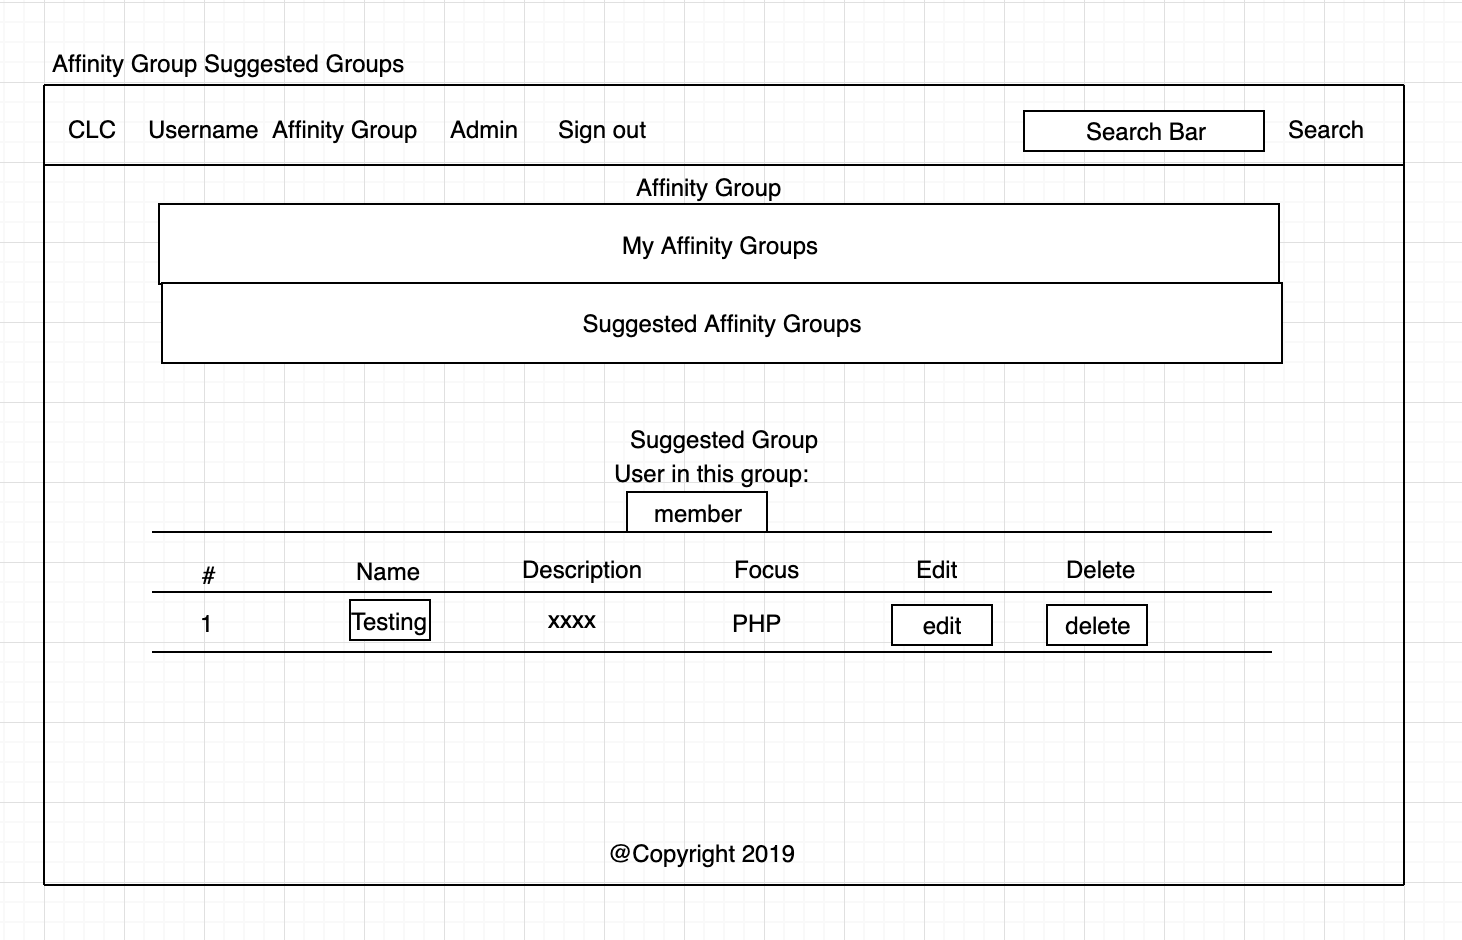 Affinity Group Suggested Groups
CLC Username Affinity Group Admin Sign out Search Bar Search
Affinity Group
My Affinity Groups
Suggested Affinity Groups
Suggested Group
User in this group:
member
# Name Description Focus Edit Delete
1 Testing xxxx PHP edit delete
@Copyright 2019